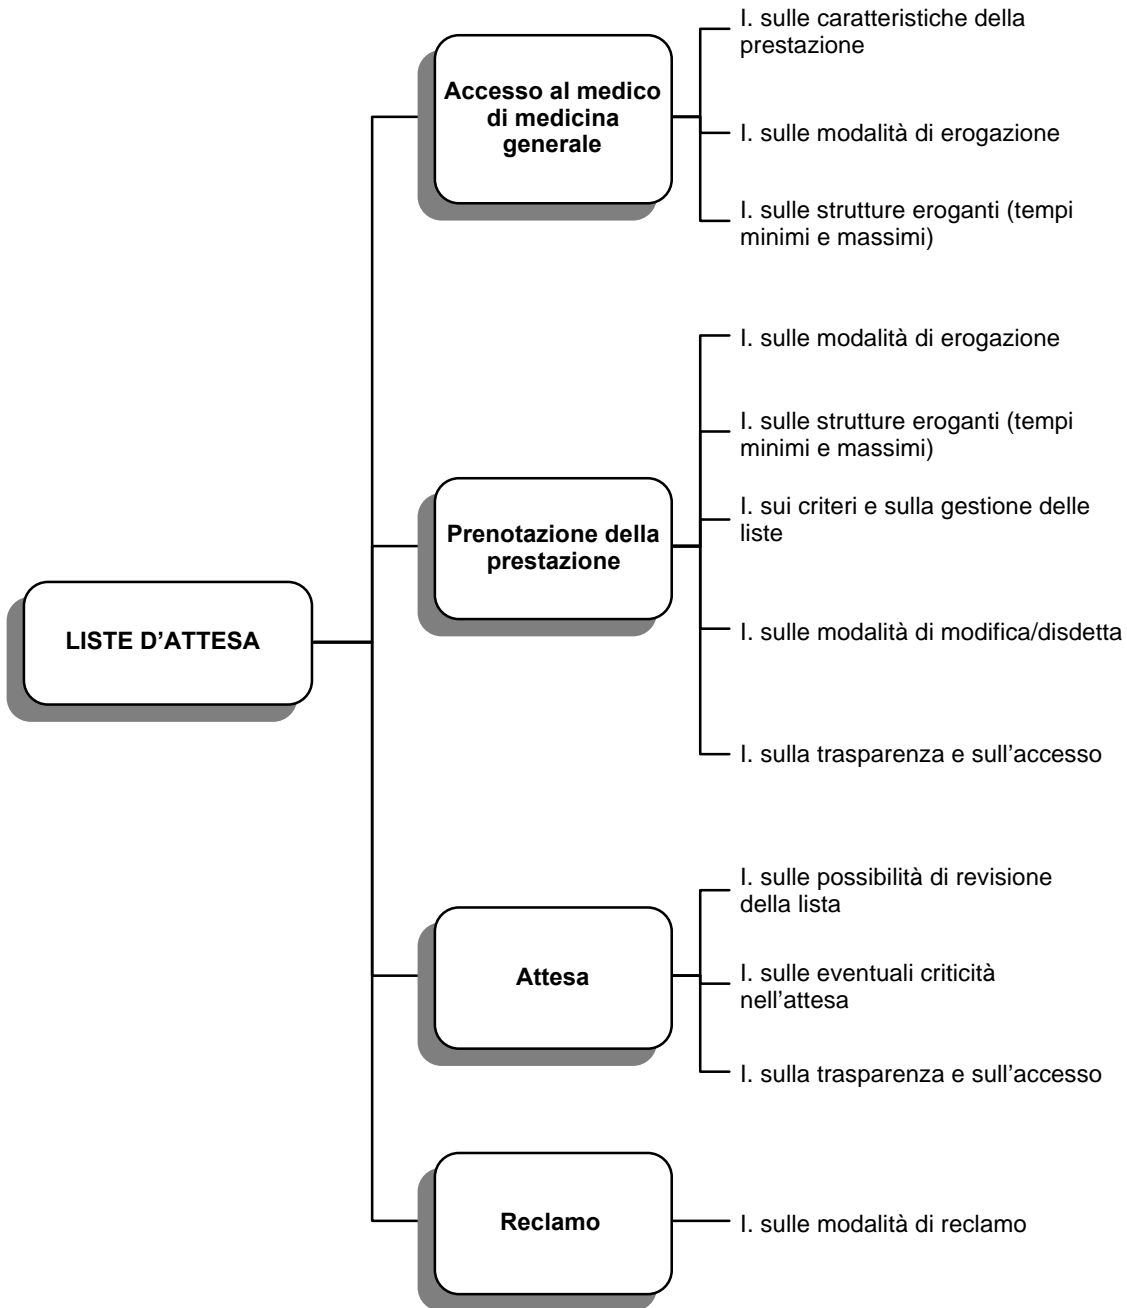 I. sulle caratteristiche della
prestazione
Accesso al medico
di medicina
generale
I. sulle modalità di erogazione
I. sulle strutture eroganti (tempi
minimi e massimi)
I. sulle modalità di erogazione
I. sulle strutture eroganti (tempi
minimi e massimi)
Prenotazione della
prestazione
I. sui criteri e sulla gestione delle
liste
LISTE D’ATTESA
I. sulle modalità di modifica/disdetta
I. sulla trasparenza e sull’accesso
I. sulle possibilità di revisione
della lista
Attesa
I. sulle eventuali criticità
nell’attesa
I. sulla trasparenza e sull’accesso
Reclamo
I. sulle modalità di reclamo